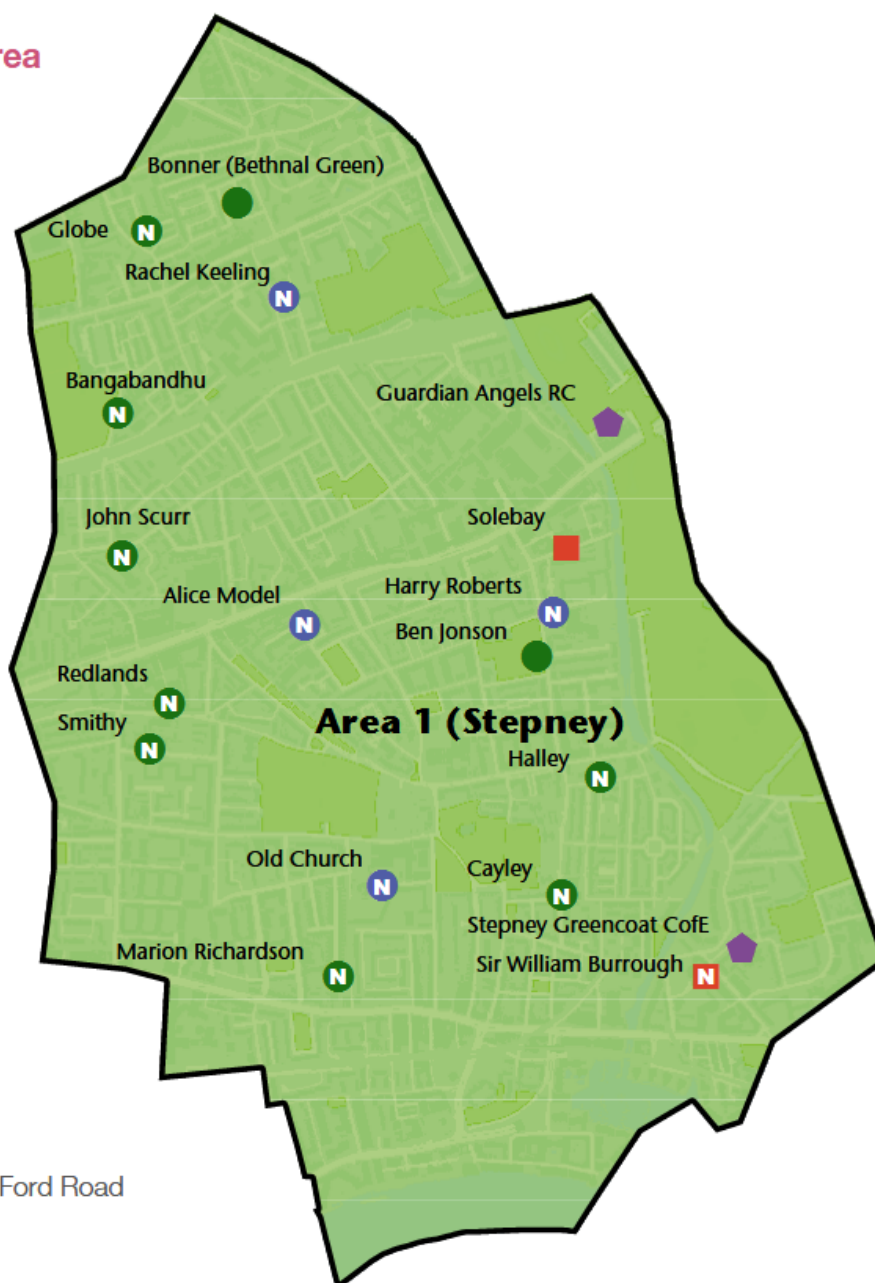 rea
Bonner (Bethnal Green)
Globe
N
Rachel Keeling
N
Bangabandhu
N
Guardian Angels RC
John Scurr
N
Solebay
Alice Model
N
Harry Roberts
N
Ben Jonson
Redlands
N
Smithy
N
Area 1 (Stepney)
Halley
N
Old Church
N
Cayley
N
Stepney Greencoat CofE
Marion Richardson
N
Sir William Burrough
N
Ford Road